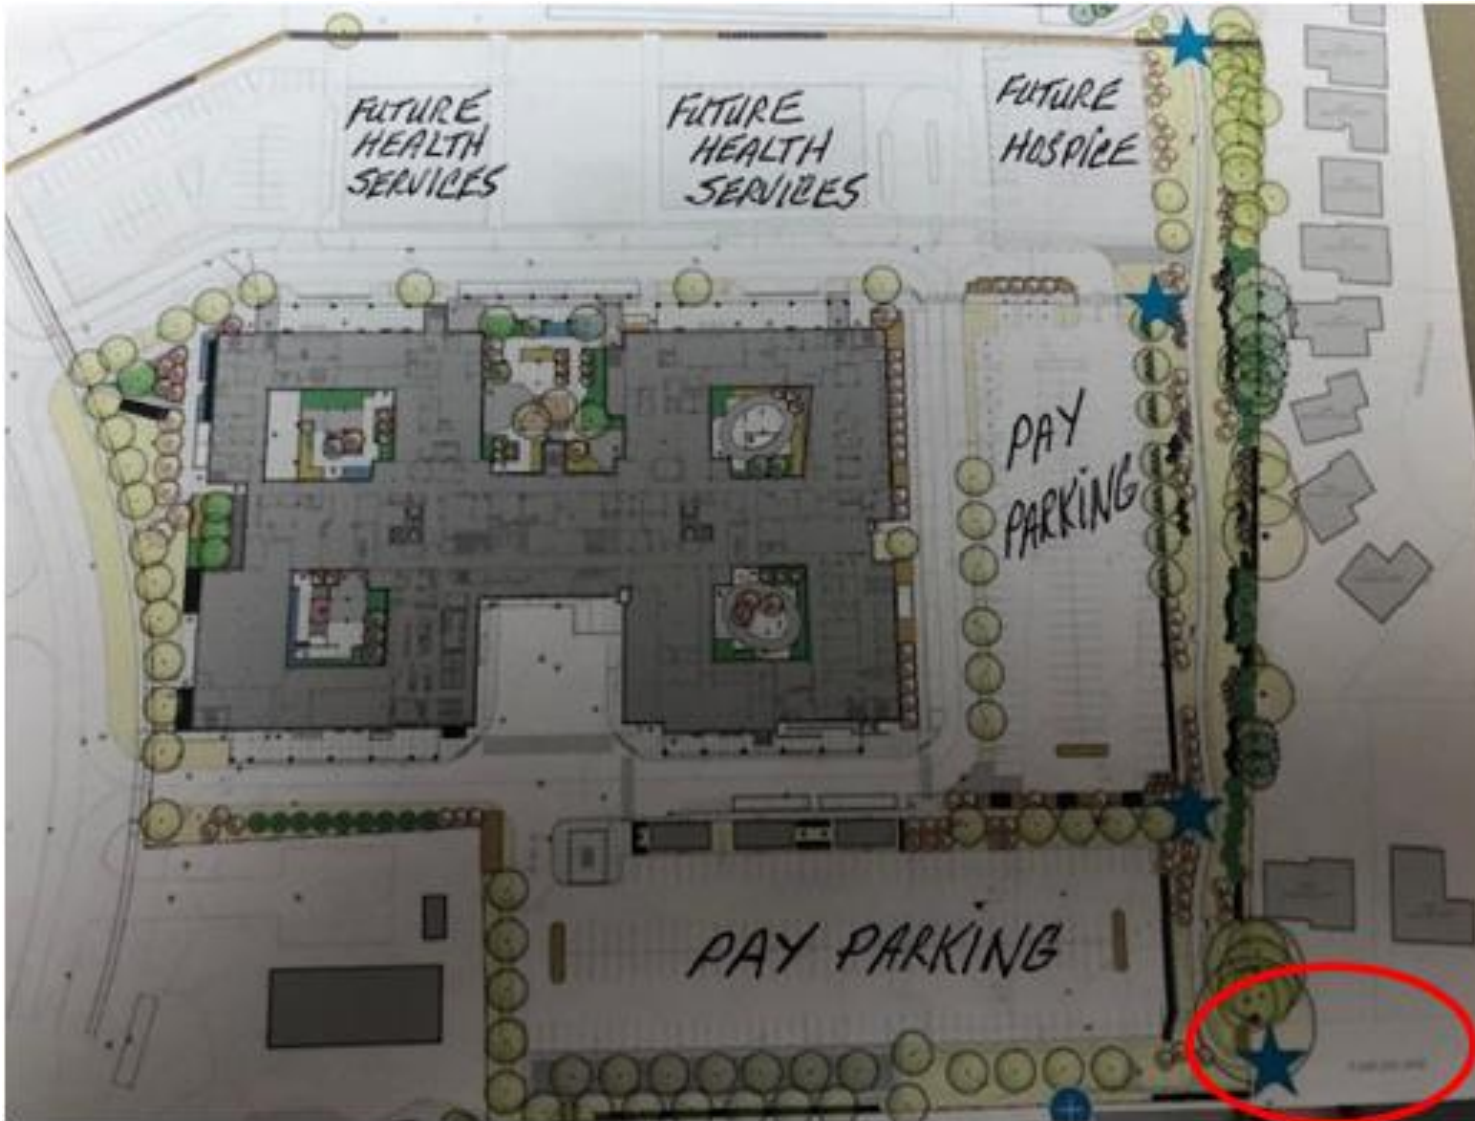 FUTURE
HEALTH
SERVICES
FUTURE
HEALTH
SERVICES
FUTURE
HOSPICE
PAY
PARKING
PAY PARKING